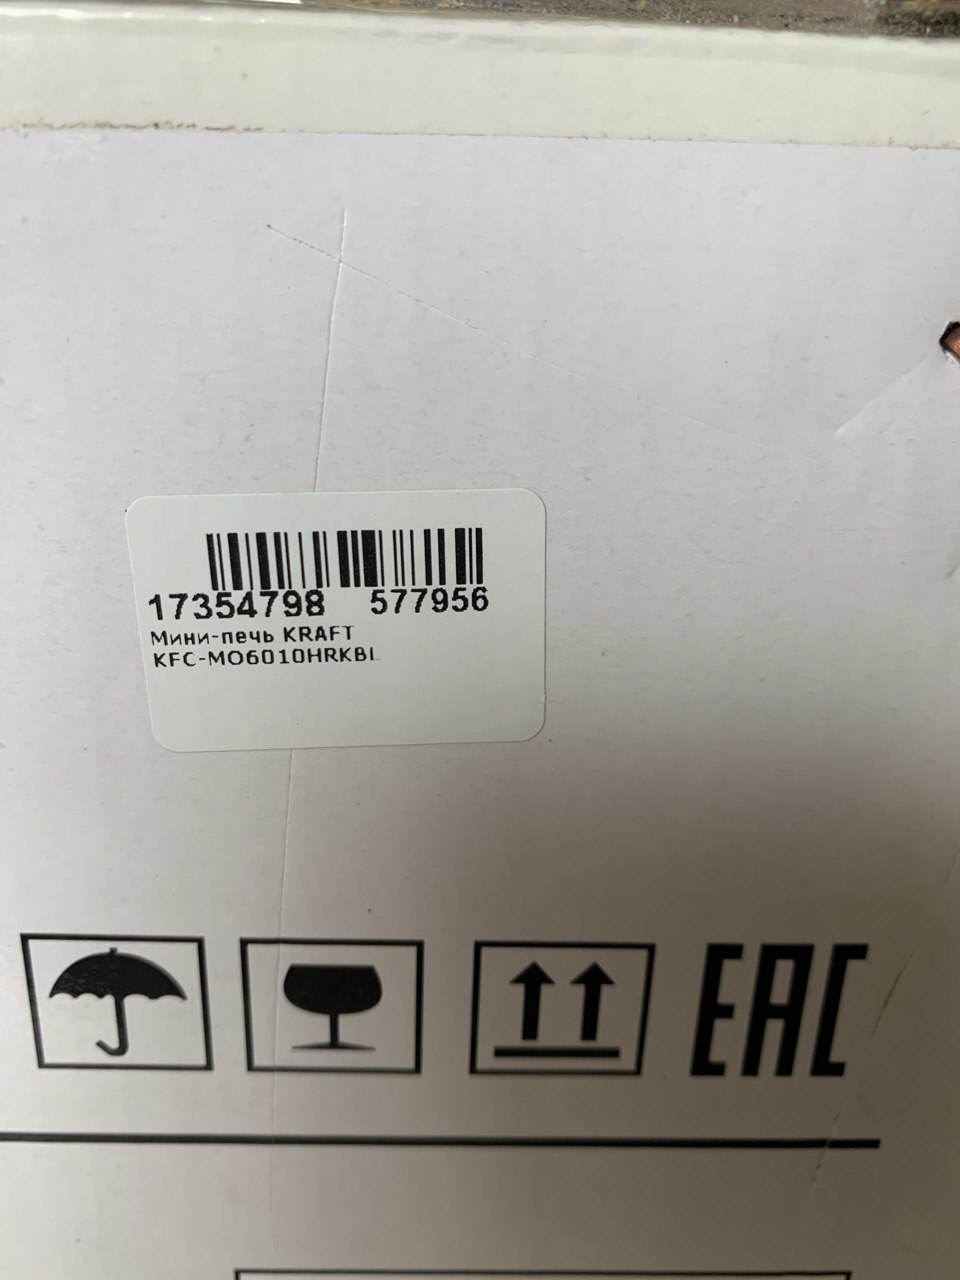 17354798 577956
Мини-печь KRAFT
KFC-MO6010HRKBL
EAC